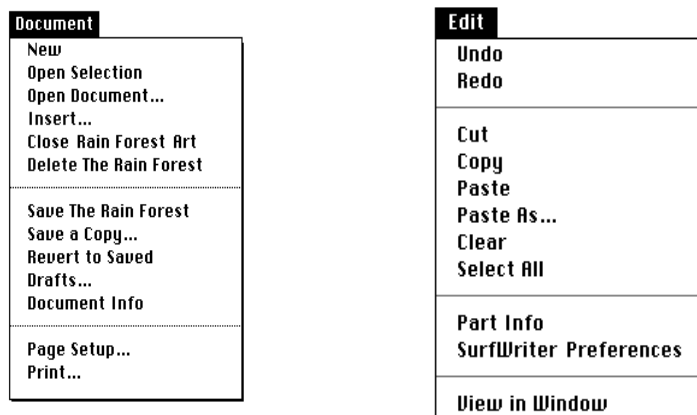 Document
New
Open Selection
Open Document...
Insert...
Close Rain Forest Art
Delete The Rain Forest
Save The Rain Forest
Save a Copy...
Revert to Saved
Drafts...
Document Info
Page Setup...
Print...
Edit
Undo
Redo
Cut
Copy
Paste
Paste As...
Clear
Select All
Part Info
SurfWriter Preferences
View in Window